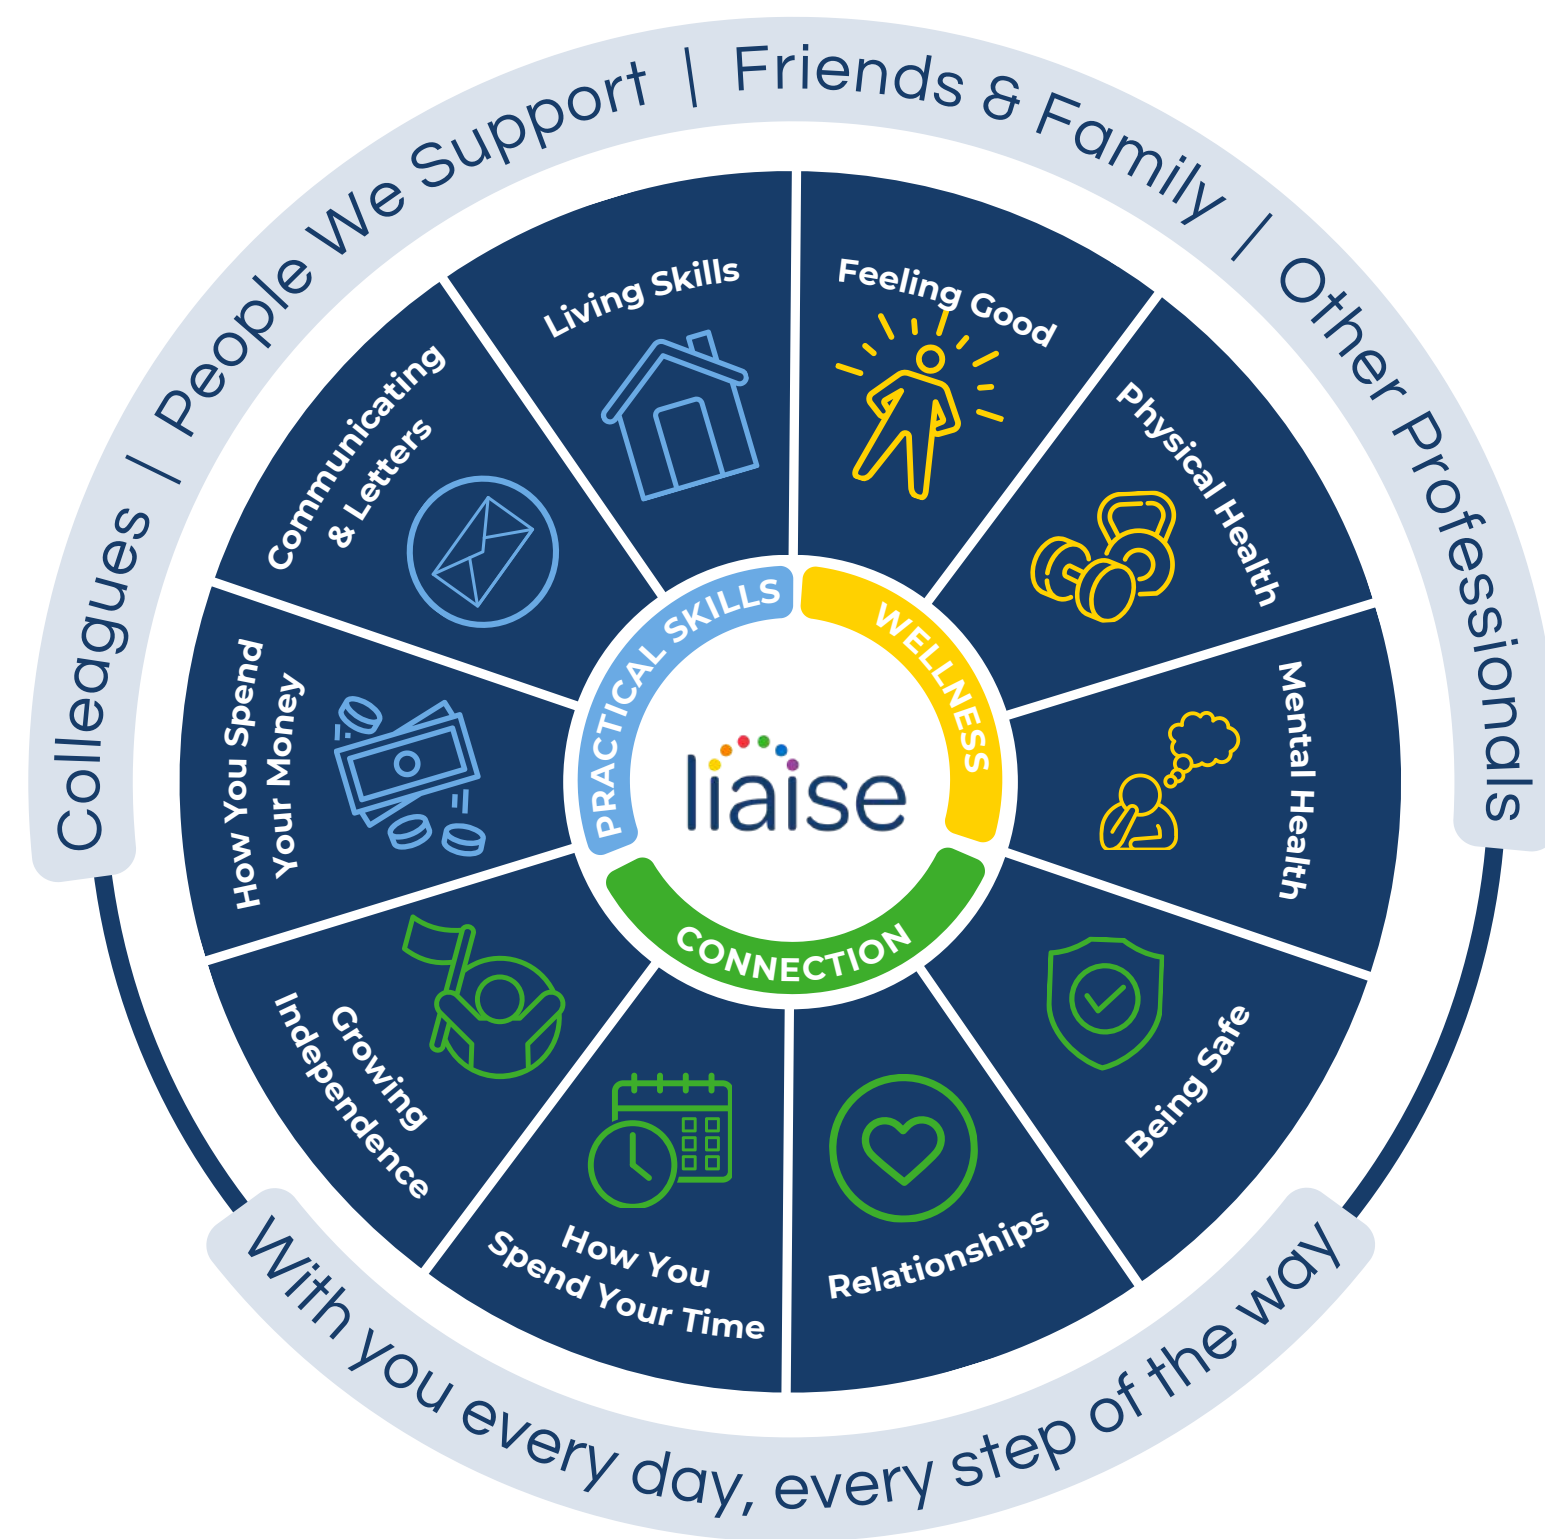 Colleagues | People We Support | Friends & Family | Other Professionals
Living Skills
Feeling Good
Physical Health
Mental Health
Being Safe
Relationships
How You
Spend Your Time
Growing
Independence
How You Spend
Your Money
Communicating
& Letters
PRACTICAL SKILLS
WELLNESS
CONNECTION
liaise
With you every day, every step of the way